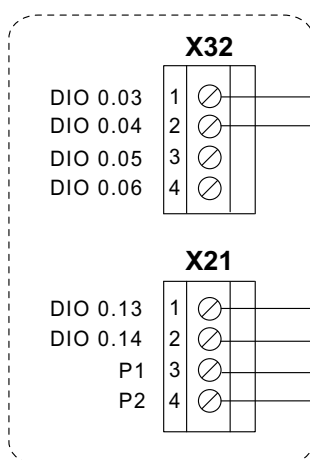 X32
DIO 0.03 1
DIO 0.04 2
DIO 0.05 3
DIO 0.06 4
X21
DIO 0.13 1
DIO 0.14 2
P1 3
P2 4